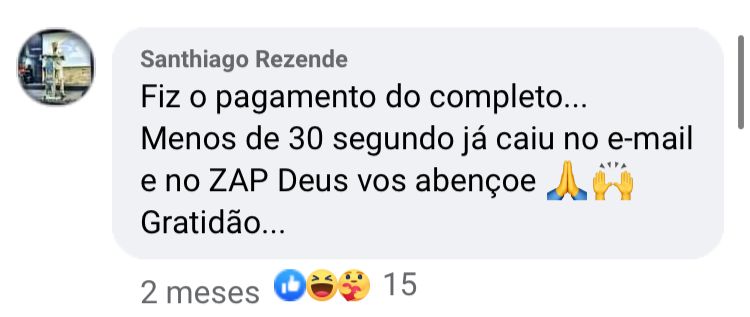 Santhiago Rezende
Fiz o pagamento do completo...
Menos de 30 segundo já caiu no e-mail
e no ZAP Deus vos abençoe 🙏🙌
Gratidão...
2 meses 15